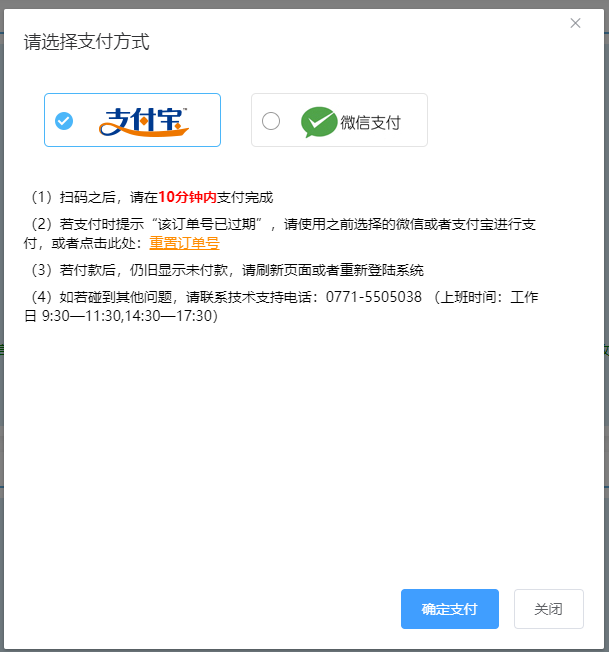 请选择支付方式
支付宝™
微信支付
（1）扫码之后，请在10分钟内支付完成
（2）若支付时提示“该订单号已过期”，请使用之前选择的微信或者支付宝进行支
付，或者点击此处：重置订单号
（3）若付款后，仍旧显示未付款，请刷新页面或者重新登陆系统
（4）如若碰到其他问题，请联系技术支持电话：0771-5505038 （上班时间：工作
日 9:30—11:30,14:30—17:30）
确定支付
关闭